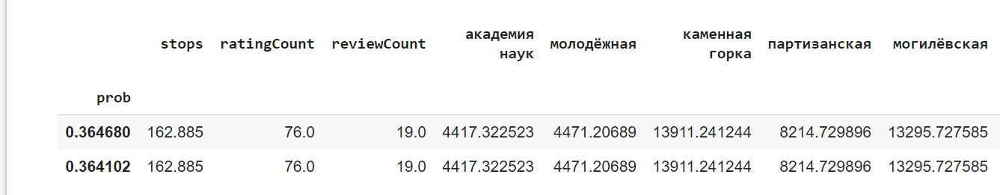 stops ratingCount reviewCount академия наук молодёжная каменная горка партизанская могилёвская
prob
0.364680 162.885 76.0 19.0 4417.322523 4471.20689 13911.241244 8214.729896 13295.727585
0.364102 162.885 76.0 19.0 4417.322523 4471.20689 13911.241244 8214.729896 13295.727585